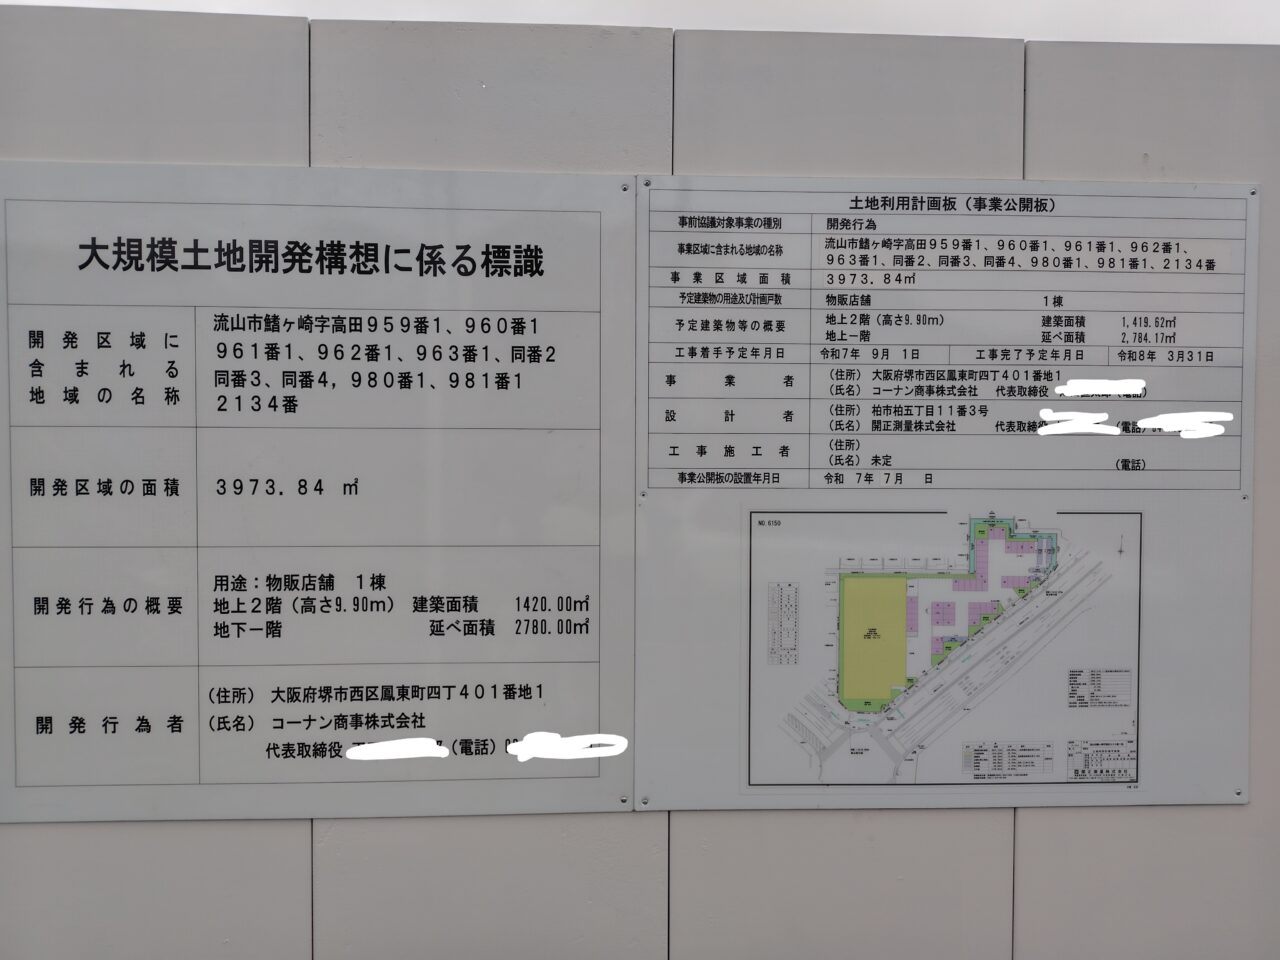 大規模土地開発構想に係る標識
開発区域に
含まれる
地域の名称
流山市鰭ヶ崎字高田959番1、960番1
961番1、962番1、963番1、同番2
同番3、同番4，980番1、981番1
2134番
開発区域の面積
3973.84 ㎡
開発行為の概要
用途：物販店舗 1棟
地上2階（高さ9.90m） 建築面積 1420.00㎡
地下一階 延べ面積 2780.00㎡
開発行為者
（住所） 大阪府堺市西区鳳東町四丁401番地1
（氏名） コーナン商事株式会社
代表取締役 （電話）
土地利用計画板（事業公開板）
事前協議対象事業の種別 開発行為
事業区域に含まれる地域の名称
流山市鰭ヶ崎字高田959番1、960番1、961番1、962番1、
963番1、同番2、同番3、同番4、980番1、981番1、2134番
事業区域面積 3973.84㎡
予定建築物の用途及び計画戸数 物販店舗 1棟
予定建築物等の概要
地上2階（高さ9.90m） 建築面積 1,419.62㎡
地上一階 延べ面積 2,784.17㎡
工事着手予定年月日 令和7年 9月 1日 工事完了予定年月日 令和8年 3月31日
事業者
（住所） 大阪府堺市西区鳳東町四丁401番地1
（氏名） コーナン商事株式会社 代表取締役 （電話）
設計者
（住所） 柏市柏五丁目11番3号
（氏名） 開正測量株式会社 代表取締役 （電話）
工事施工者
（住所）
（氏名） 未定 （電話）
事業公開板の設置年月日 令和 7年 7月 日
NO.6150